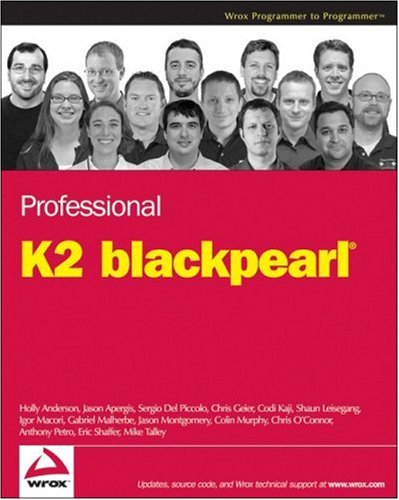 Wrox Programmer to Programmer™
Professional
K2 blackpearl®
Holly Anderson, Jason Apergis, Sergio Del Piccolo, Chris Geier, Codi Kaji, Shaun Leisegang,
Igor Macori, Gabriel Malherbe, Jason Montgomery, Colin Murphy, Chris O'Connor,
Anthony Petro, Eric Shaffer, Mike Talley
wrox™
Updates, source code, and Wrox technical support at www.wrox.com